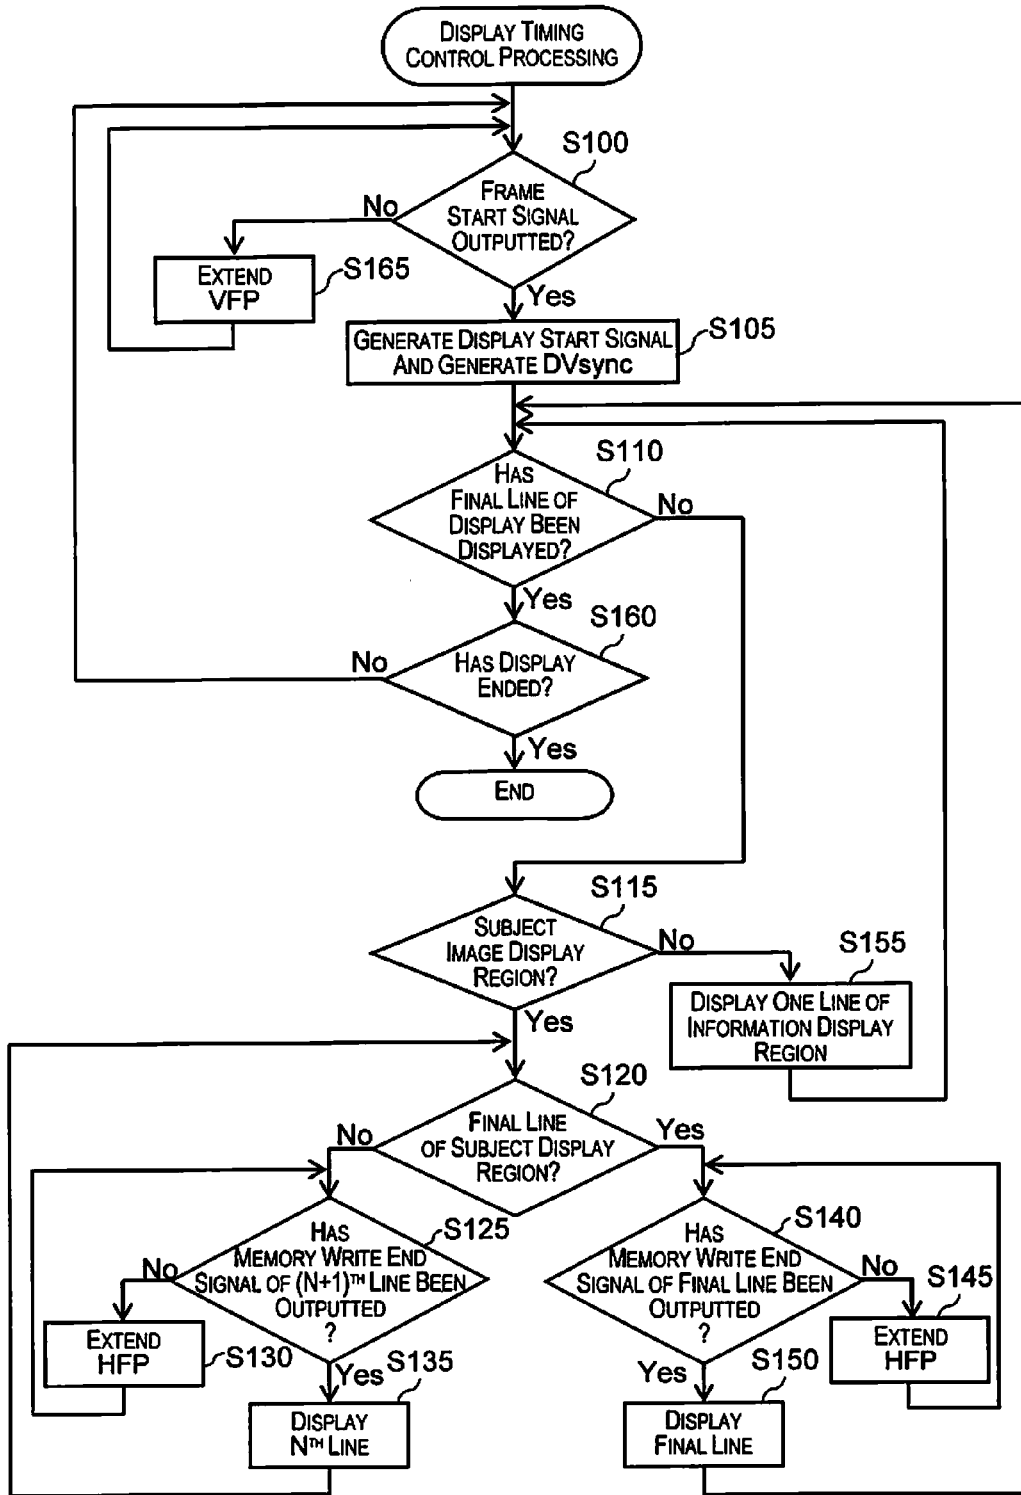 DISPLAY TIMING
CONTROL PROCESSING
S100
FRAME
START SIGNAL
OUTPUTTED?
No
Yes
EXTEND
VFP
S165
GENERATE DISPLAY START SIGNAL
AND GENERATE DVsync
S105
S110
HAS
FINAL LINE OF
DISPLAY BEEN
DISPLAYED?
No
Yes
S160
HAS DISPLAY
ENDED?
No
Yes
END
S115
SUBJECT
IMAGE DISPLAY
REGION?
No
Yes
S155
DISPLAY ONE LINE OF
INFORMATION DISPLAY
REGION
S120
FINAL LINE
OF SUBJECT DISPLAY
REGION?
No
Yes
S125
HAS
MEMORY WRITE END
SIGNAL OF (N+1)TH LINE BEEN
OUTPUTTED
?
No
Yes
EXTEND
HFP
S130
S135
DISPLAY
NTH LINE
S140
HAS
MEMORY WRITE END
SIGNAL OF FINAL LINE BEEN
OUTPUTTED
?
No
Yes
S145
EXTEND
HFP
S150
DISPLAY
FINAL LINE